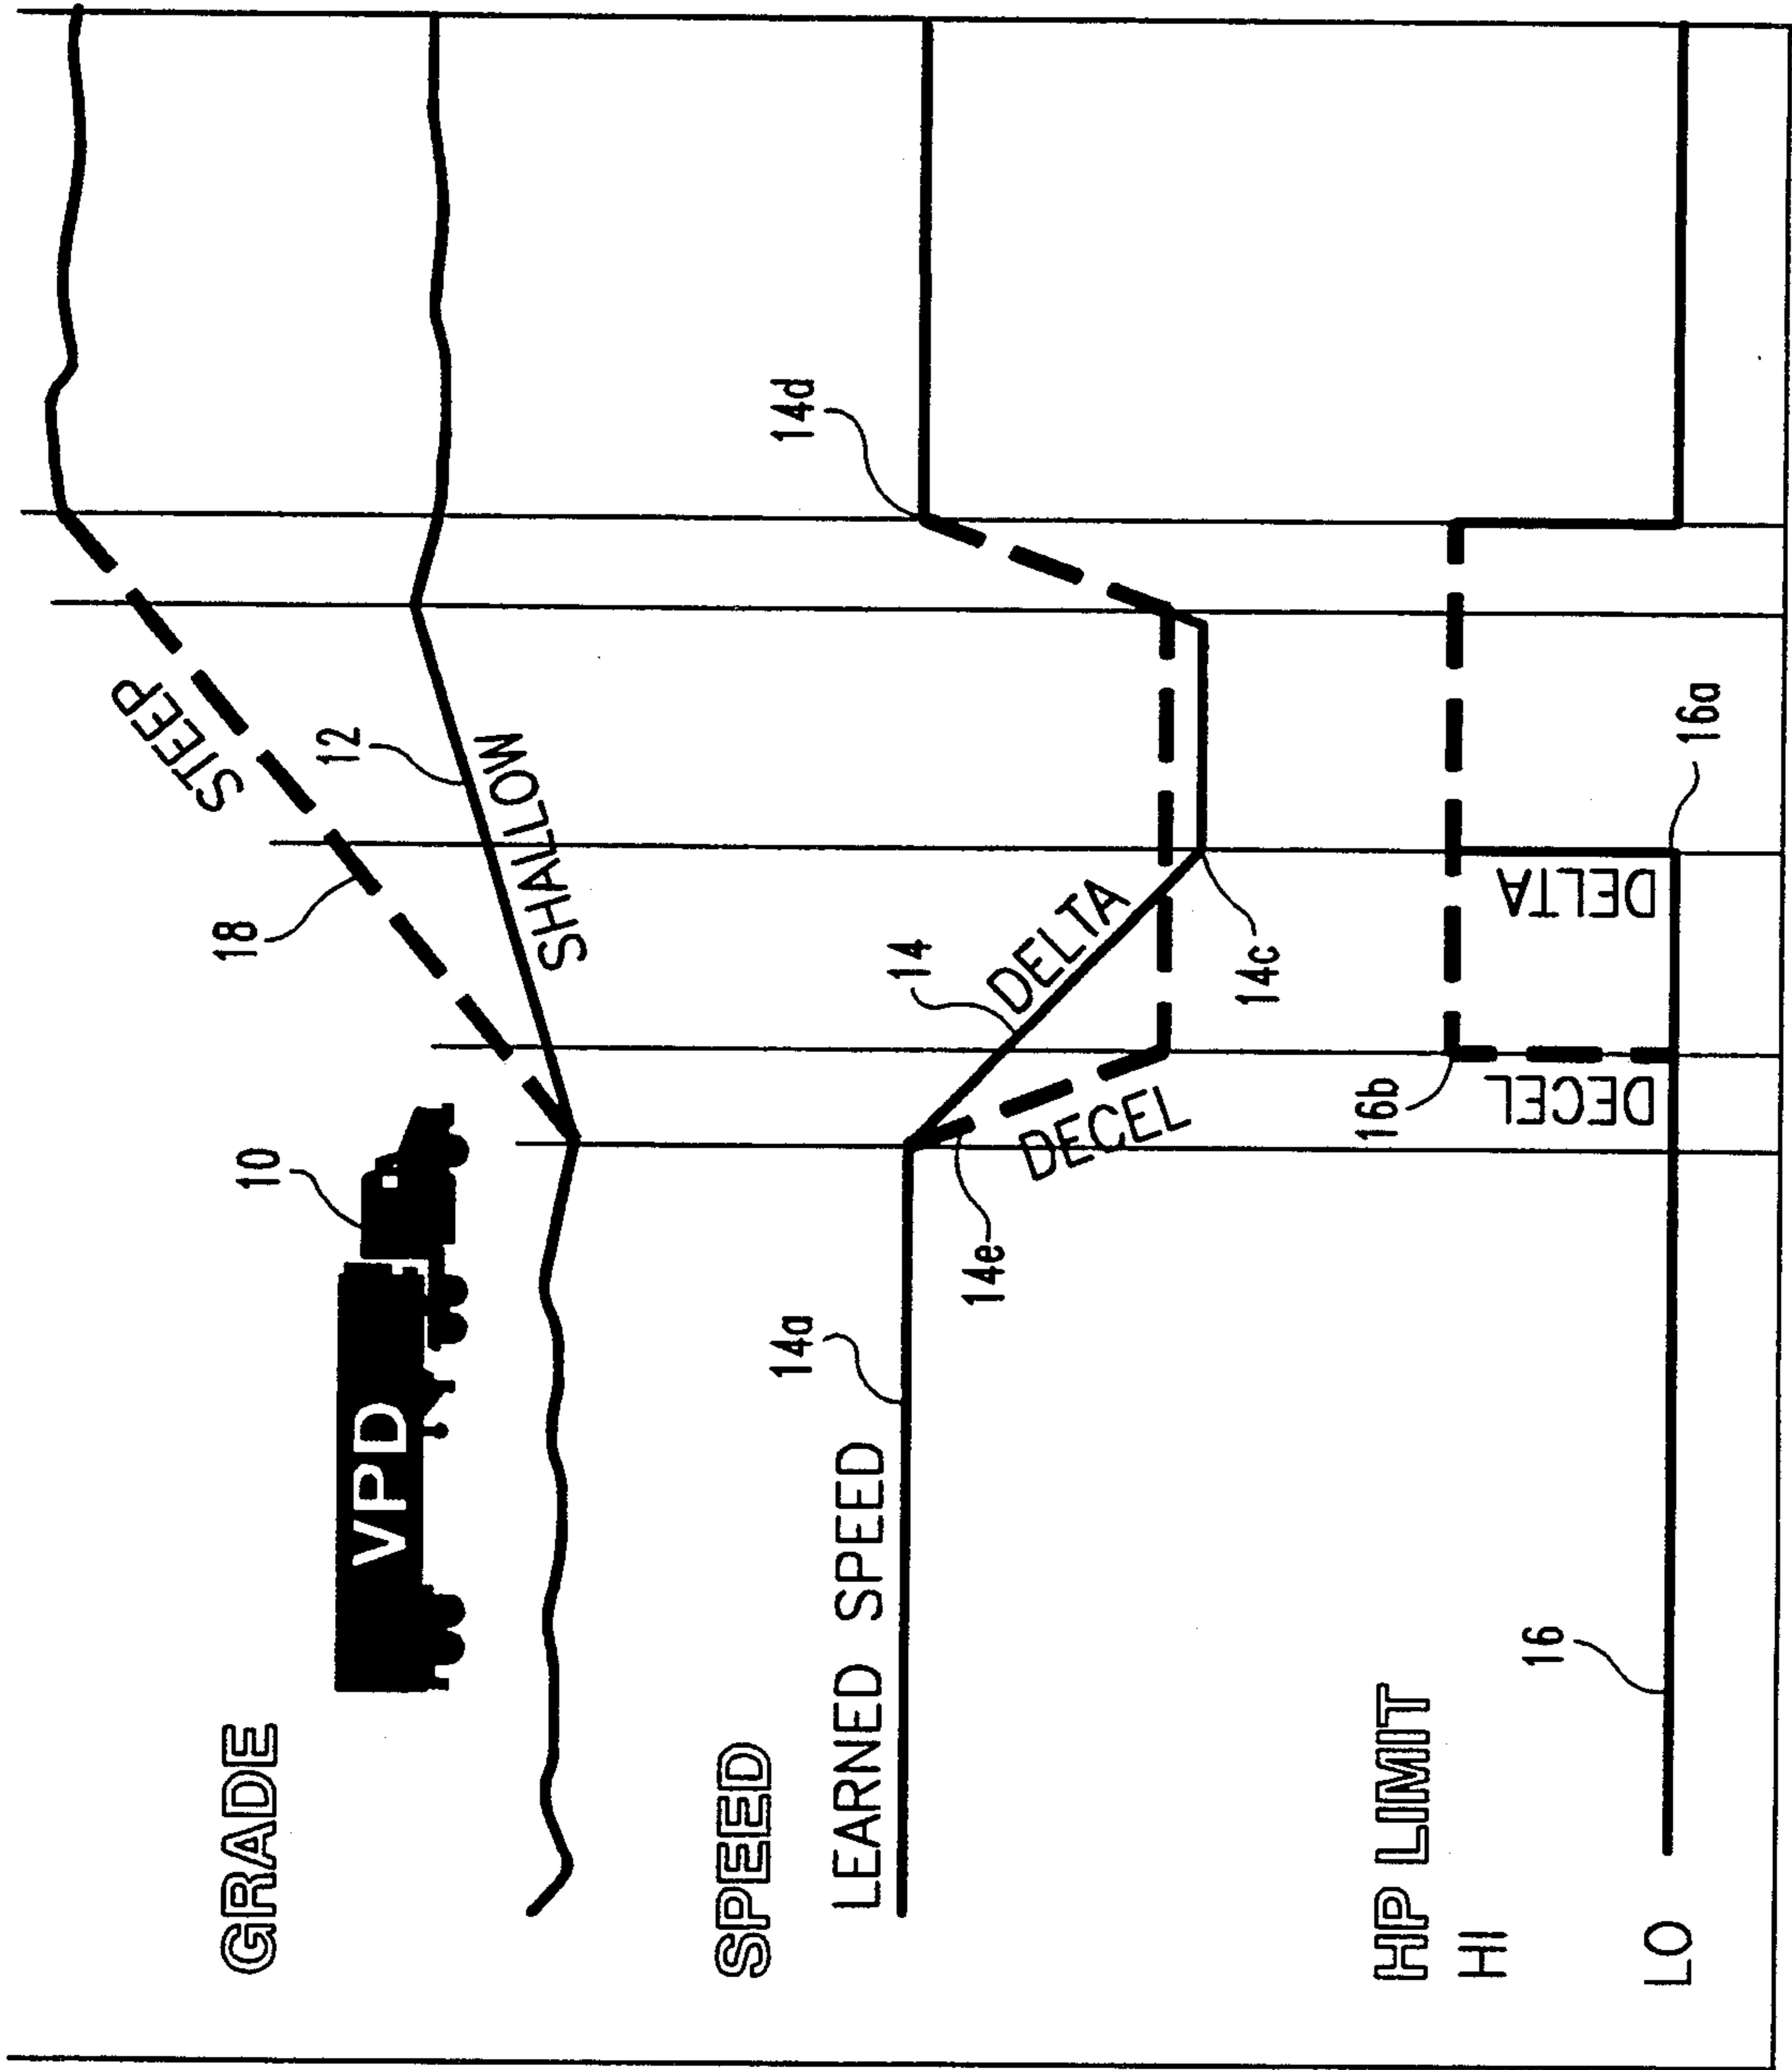 GRADE
10
VPD
18
STEEP
12
SHALLOW
SPEED
LEARNED SPEED
14a
14
DELTA
14d
14e
DECEL
14c
HP LIMIT
HI
LO
16
16b
DECEL
DELTA
16a